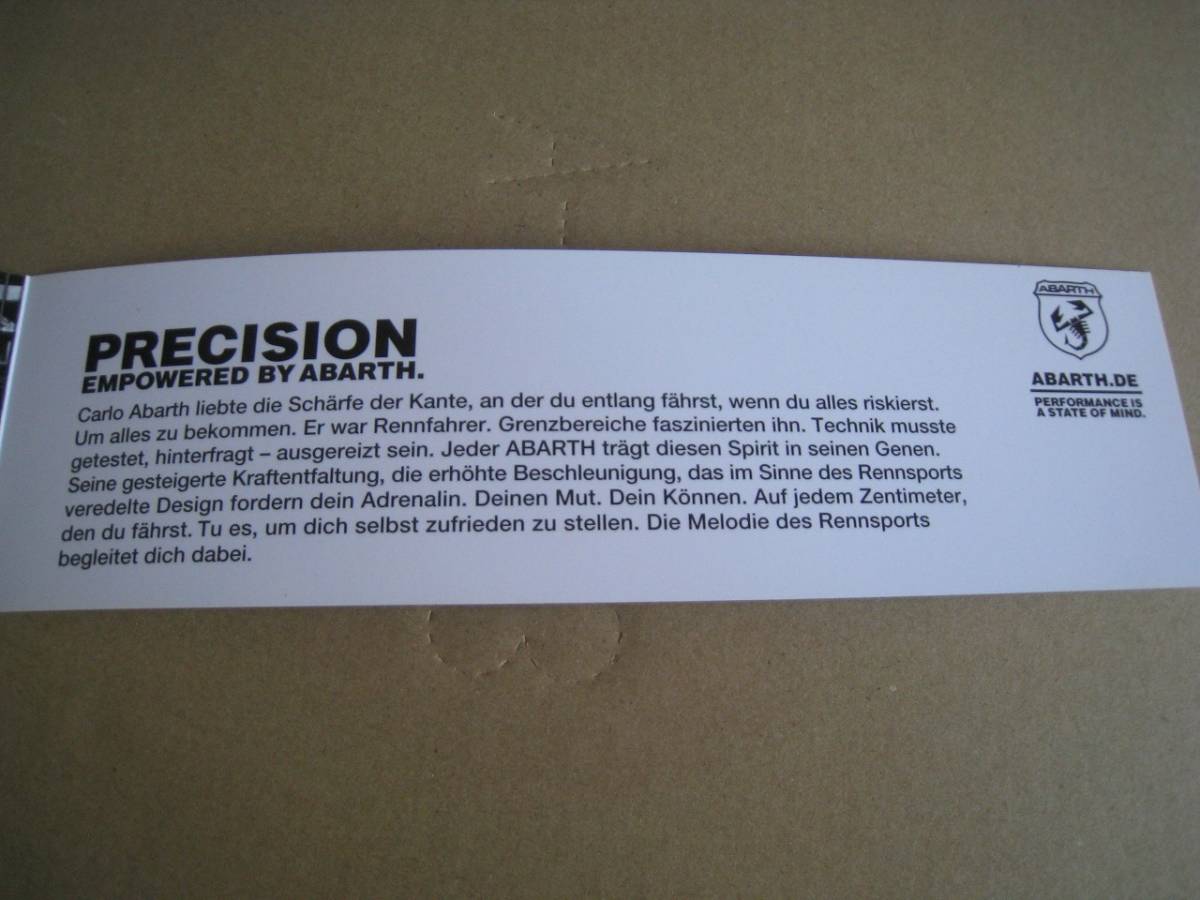 PRECISION
EMPOWERED BY ABARTH.
Carlo Abarth liebte die Schärfe der Kante, an der du entlang fährst, wenn du alles riskierst.
Um alles zu bekommen. Er war Rennfahrer. Grenzbereiche faszinierten ihn. Technik musste
getestet, hinterfragt – ausgereizt sein. Jeder ABARTH trägt diesen Spirit in seinen Genen.
Seine gesteigerte Kraftentfaltung, die erhöhte Beschleunigung, das im Sinne des Rennsports
veredelte Design fordern dein Adrenalin. Deinen Mut. Dein Können. Auf jedem Zentimeter,
den du fährst. Tu es, um dich selbst zufrieden zu stellen. Die Melodie des Rennsports
begleitet dich dabei.
ABARTH
ABARTH.DE
PERFORMANCE IS
A STATE OF MIND.